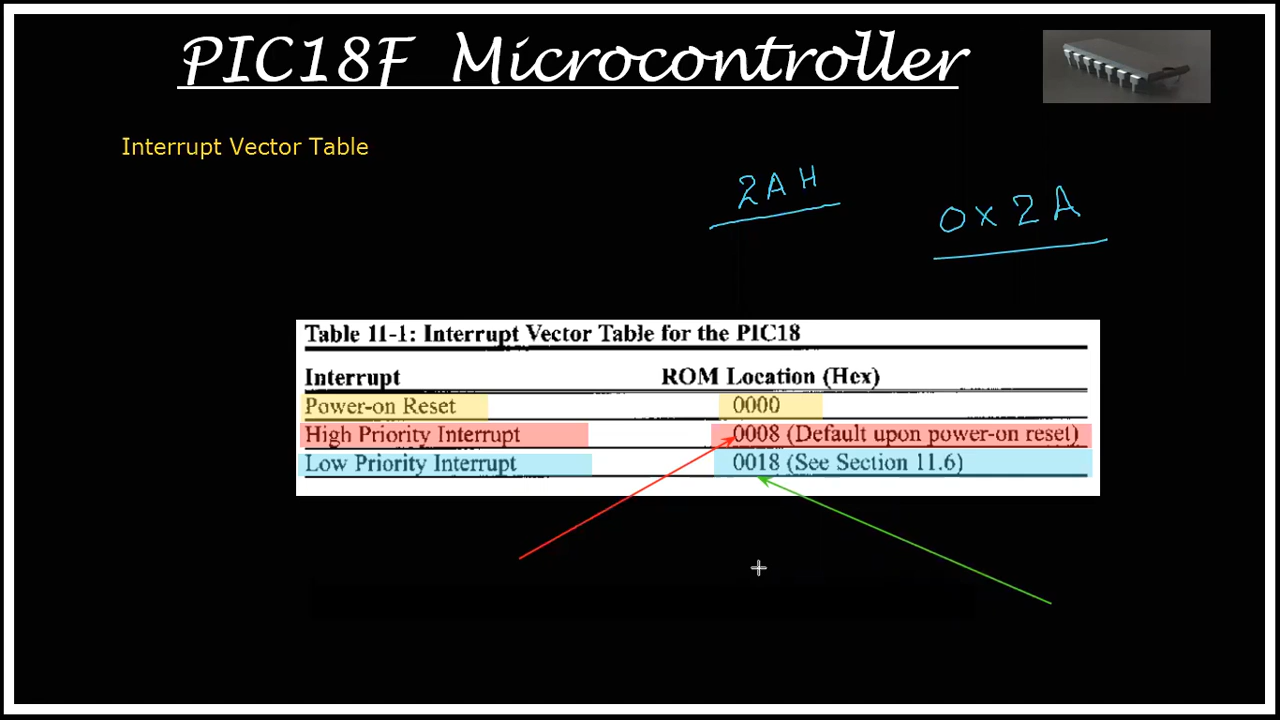 PIC18F Microcontroller
Interrupt Vector Table
2AH
0x2A
Table 11-1: Interrupt Vector Table for the PIC18
Interrupt ROM Location (Hex)
Power-on Reset 0000
High Priority Interrupt 0008 (Default upon power-on reset)
Low Priority Interrupt 0018 (See Section 11.6)